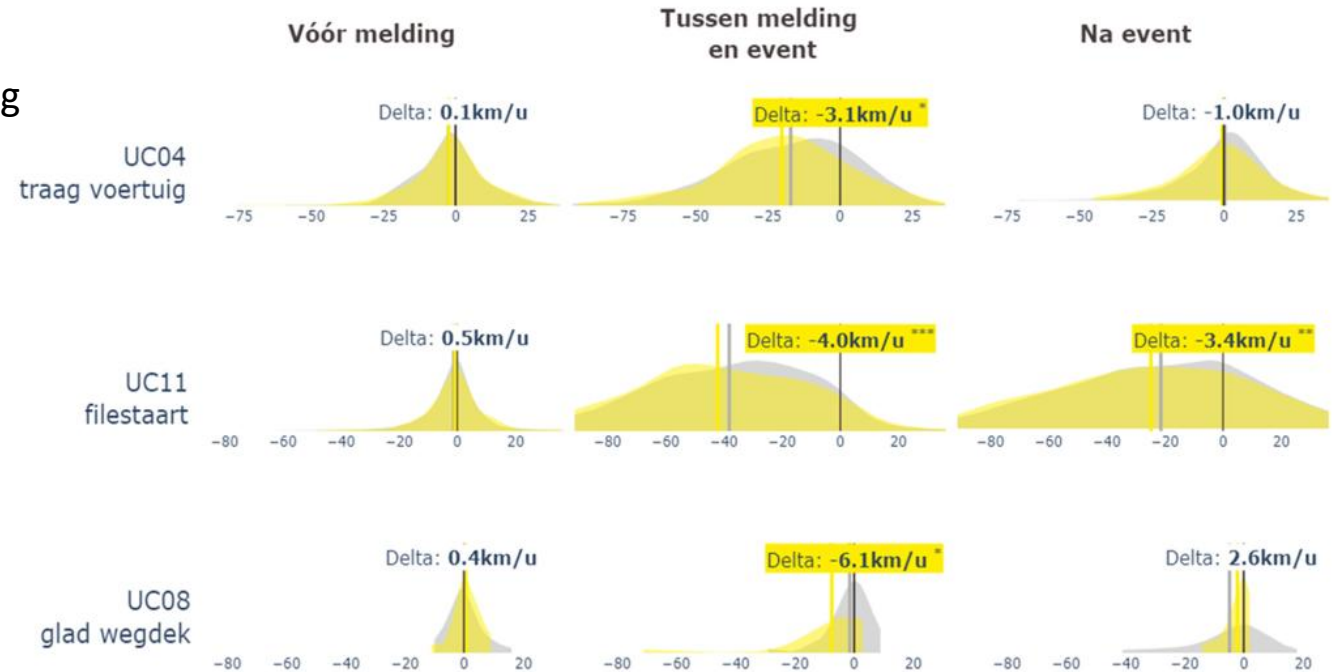 Vóór melding
Tussen melding
en event
Na event
g
UC04
traag voertuig
Delta: 0.1km/u
−75 −50 −25 0 25
Delta: -3.1km/u *
−75 −50 −25 0 25
Delta: -1.0km/u
−75 −50 −25 0 25
UC11
filestaart
Delta: 0.5km/u
−80 −60 −40 −20 0 20
Delta: -4.0km/u ***
−80 −60 −40 −20 0 20
Delta: -3.4km/u **
−80 −60 −40 −20 0 20
UC08
glad wegdek
Delta: 0.4km/u
−80 −60 −40 −20 0 20
Delta: -6.1km/u *
−80 −60 −40 −20 0 20
Delta: 2.6km/u
−80 −60 −40 −20 0 20